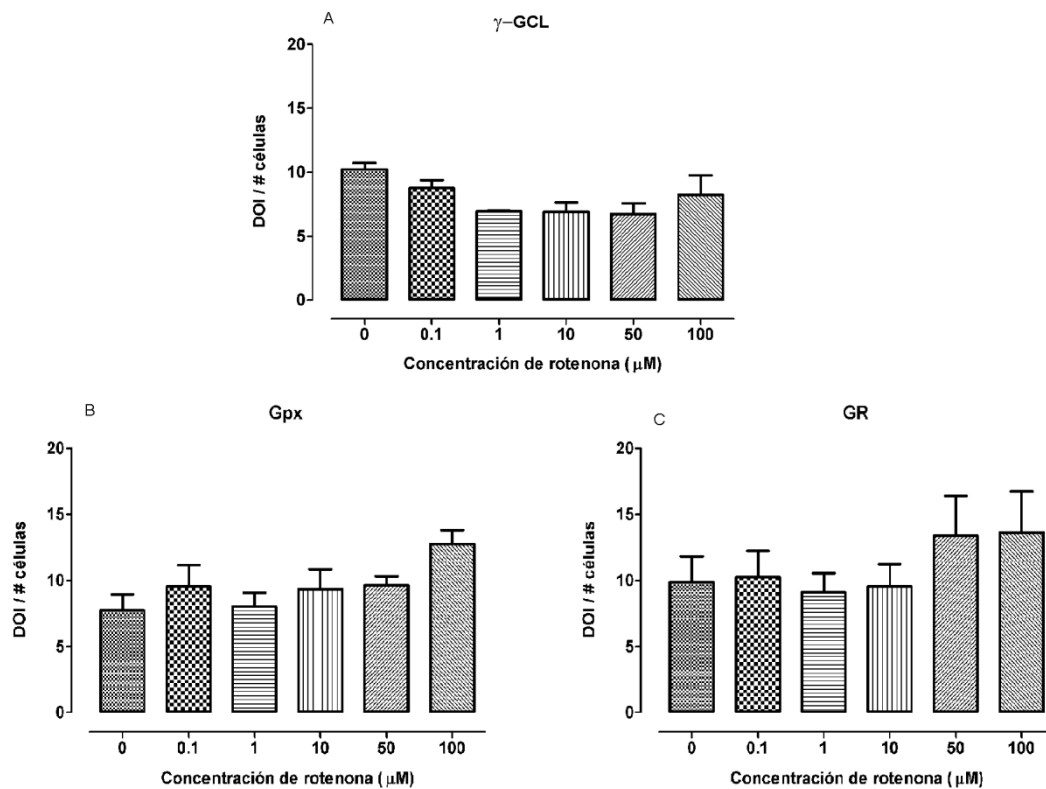 A
γ−GCL
20
15
10
5
0
DOI / # células
0 0.1 1 10 50 100
Concentración de rotenona ( μM)
B
Gpx
20
15
10
5
0
DOI / # células
0 0.1 1 10 50 100
Concentración de rotenona ( μM)
C
GR
20
15
10
5
0
DOI / # células
0 0.1 1 10 50 100
Concentración de rotenona ( μM)